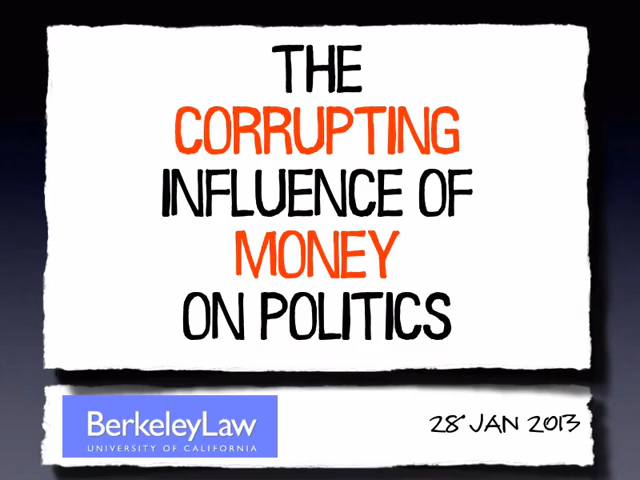 THE
CORRUPTING
INFLUENCE OF
MONEY
ON POLITICS
BerkeleyLaw
UNIVERSITY OF CALIFORNIA
28 JAN 2013